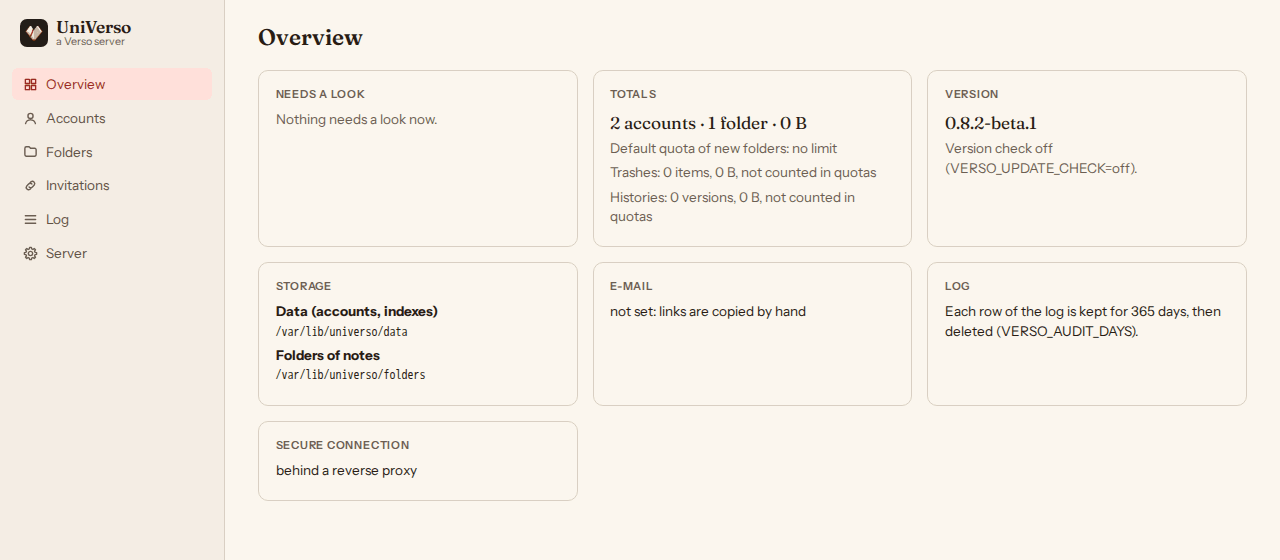 UniVerso
a Verso server
Overview
Accounts
Folders
Invitations
Log
Server
Overview
NEEDS A LOOK
Nothing needs a look now.
TOTALS
2 accounts · 1 folder · 0 B
Default quota of new folders: no limit
Trashes: 0 items, 0 B, not counted in quotas
Histories: 0 versions, 0 B, not counted in
quotas
VERSION
0.8.2-beta.1
Version check off
(VERSO_UPDATE_CHECK=off).
STORAGE
Data (accounts, indexes)
/var/lib/universo/data
Folders of notes
/var/lib/universo/folders
E-MAIL
not set: links are copied by hand
LOG
Each row of the log is kept for 365 days, then
deleted (VERSO_AUDIT_DAYS).
SECURE CONNECTION
behind a reverse proxy